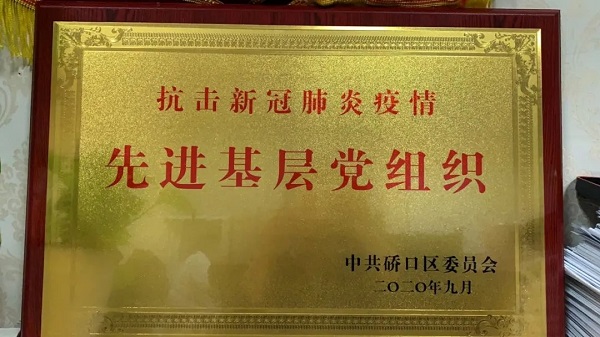 抗击新冠肺炎疫情
先进基层党组织
中共硚口区委员会
二〇二〇年九月